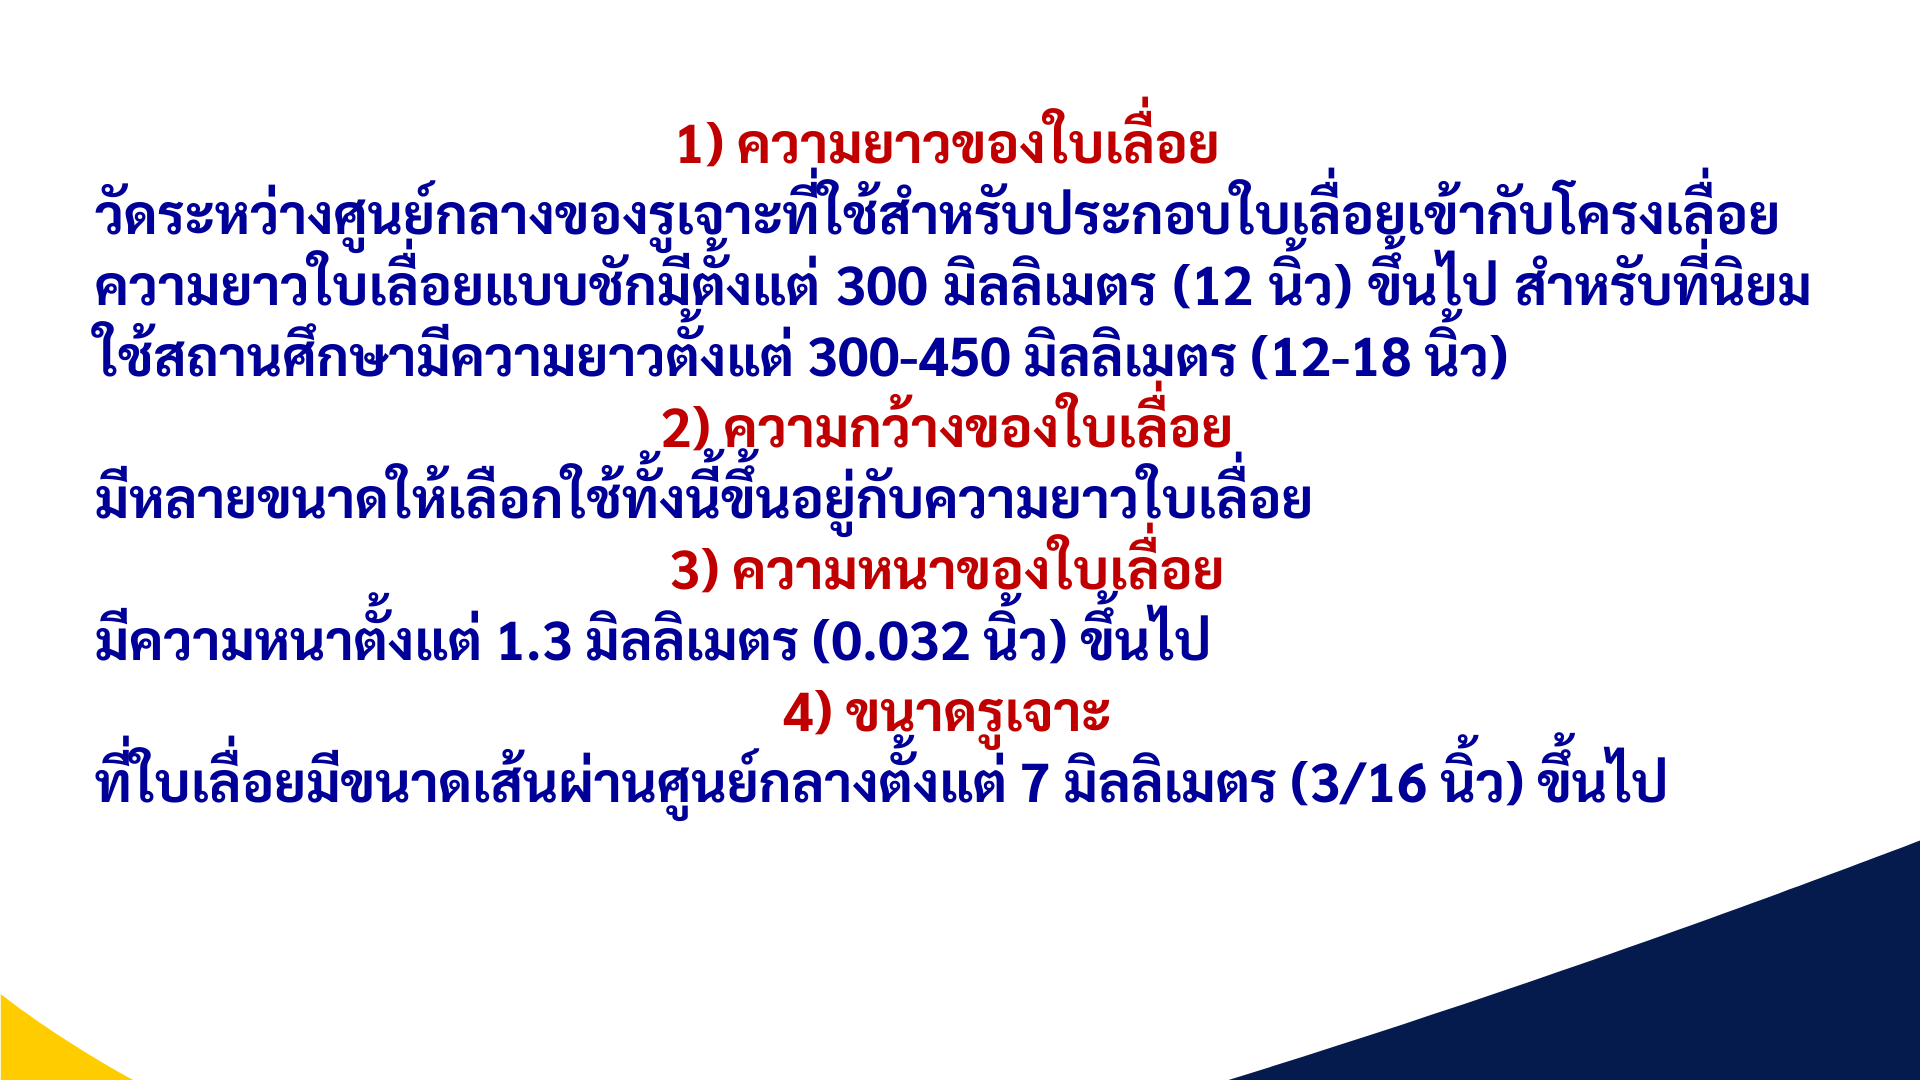 1) ความยาวของใบเลื่อย
วัดระหว่างศูนย์กลางของรูเจาะที่ใช้สำหรับประกอบใบเลื่อยเข้ากับโครงเลื่อย
ความยาวใบเลื่อยแบบชักมีตั้งแต่ 300 มิลลิเมตร (12 นิ้ว) ขึ้นไป สำหรับที่นิยม
ใช้สถานศึกษามีความยาวตั้งแต่ 300-450 มิลลิเมตร (12-18 นิ้ว)
2) ความกว้างของใบเลื่อย
มีหลายขนาดให้เลือกใช้ทั้งนี้ขึ้นอยู่กับความยาวใบเลื่อย
3) ความหนาของใบเลื่อย
มีความหนาตั้งแต่ 1.3 มิลลิเมตร (0.032 นิ้ว) ขึ้นไป
4) ขนาดรูเจาะ
ที่ใบเลื่อยมีขนาดเส้นผ่านศูนย์กลางตั้งแต่ 7 มิลลิเมตร (3/16 นิ้ว) ขึ้นไป